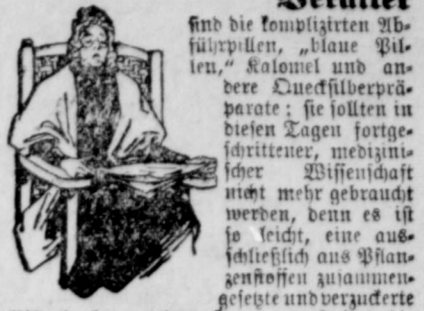 Veraltet
sind die komplizirten Ab-
führpillen, „blaue Pil-
len,“ Kalomel und an-
dere Quecksilberprä-
parate; sie sollten in
diesen Tagen fortge-
schrittener, medizini-
scher Wissenschaft
nicht mehr gebraucht
werden, denn es ist
so leicht, eine aus-
schließlich aus Pflan-
zenstoffen zusammen-
gesetzte und verzuckerte